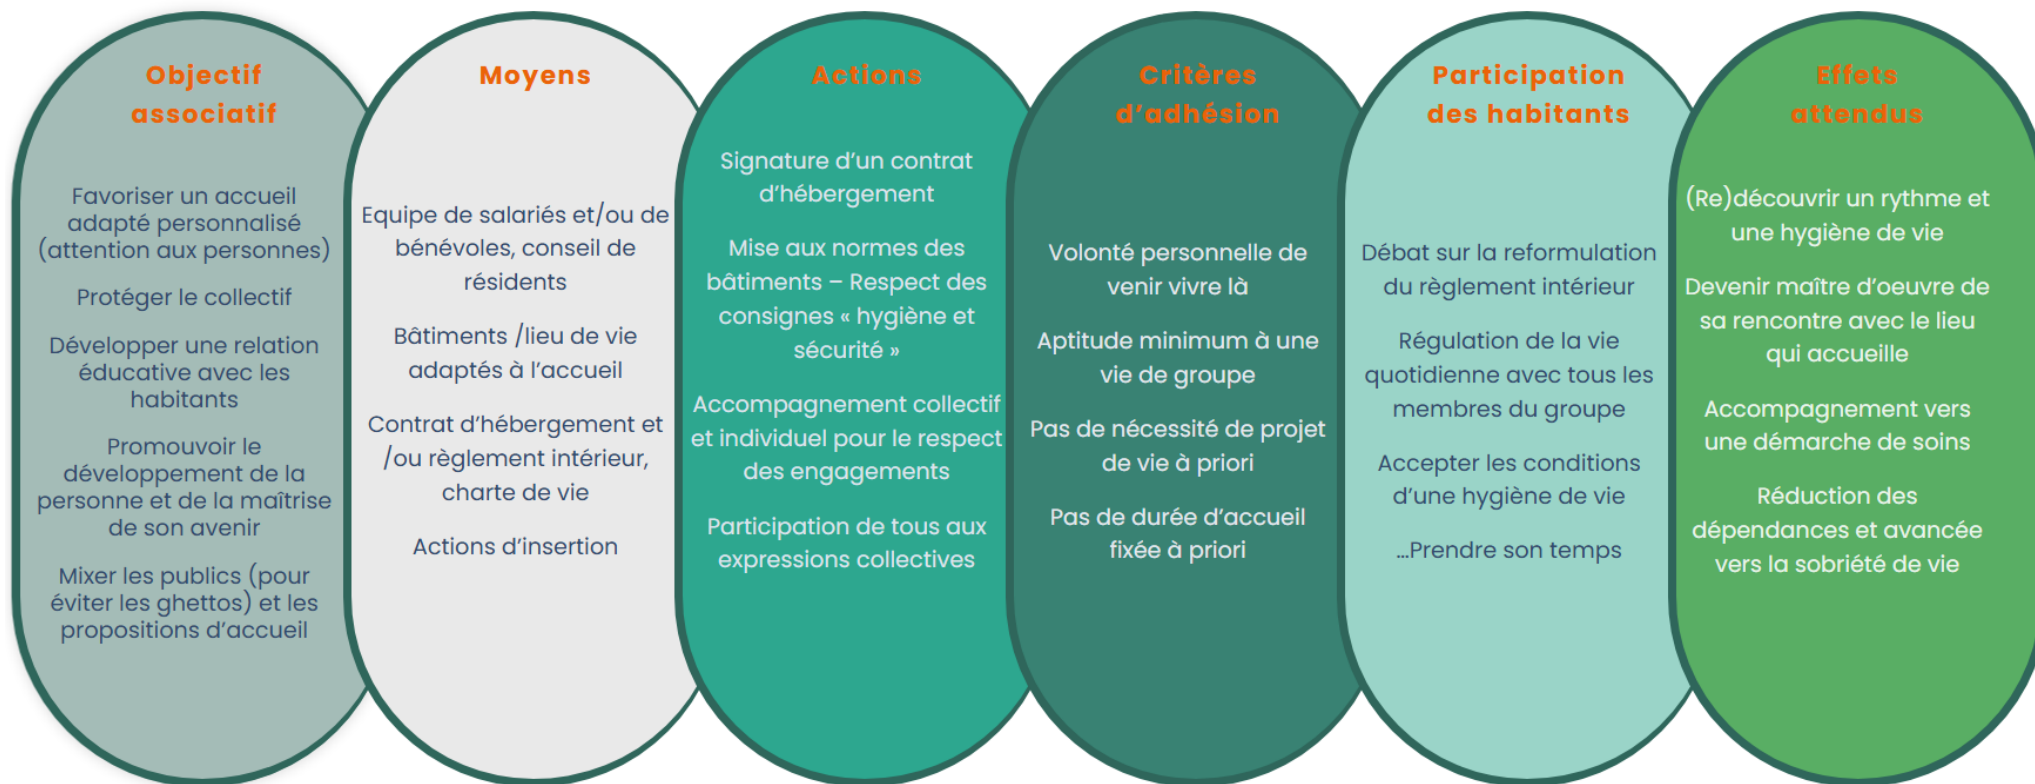 Objectif
associatif
Favoriser un accueil
adapté personnalisé
(attention aux personnes)
Protéger le collectif
Développer une relation
éducative avec les
habitants
Promouvoir le
développement de la
personne et de la maîtrise
de son avenir
Mixer les publics (pour
éviter les ghettos) et les
propositions d’accueil
Moyens
Equipe de salariés et/ou de
bénévoles, conseil de
résidents
Bâtiments /lieu de vie
adaptés à l’accueil
Contrat d’hébergement et
/ou règlement intérieur,
charte de vie
Actions d’insertion
Actions
Signature d’un contrat
d’hébergement
Mise aux normes des
bâtiments – Respect des
consignes « hygiène et
sécurité »
Accompagnement collectif
et individuel pour le respect
des engagements
Participation de tous aux
expressions collectives
Critères
d’adhésion
Volonté personnelle de
venir vivre là
Aptitude minimum à une
vie de groupe
Pas de nécessité de projet
de vie à priori
Pas de durée d’accueil
fixée à priori
Participation
des habitants
Débat sur la reformulation
du règlement intérieur
Régulation de la vie
quotidienne avec tous les
membres du groupe
Accepter les conditions
d’une hygiène de vie
…Prendre son temps
Effets
attendus
(Re)découvrir un rythme et
une hygiène de vie
Devenir maître d’oeuvre de
sa rencontre avec le lieu
qui accueille
Accompagnement vers
une démarche de soins
Réduction des
dépendances et avancée
vers la sobriété de vie